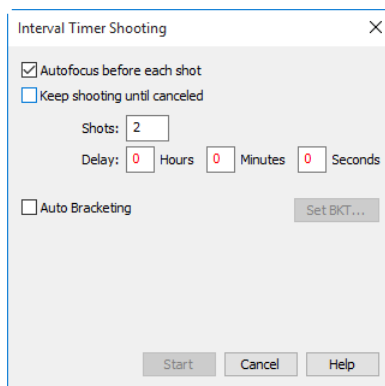 Interval Timer Shooting
Autofocus before each shot
Keep shooting until canceled
Shots: 2
Delay: 0 Hours 0 Minutes 0 Seconds
Auto Bracketing Set BKT...
Start Cancel Help